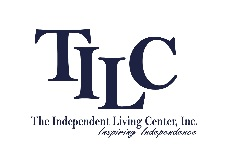 TILC
The Independent Living Center, Inc.
Inspiring Independence